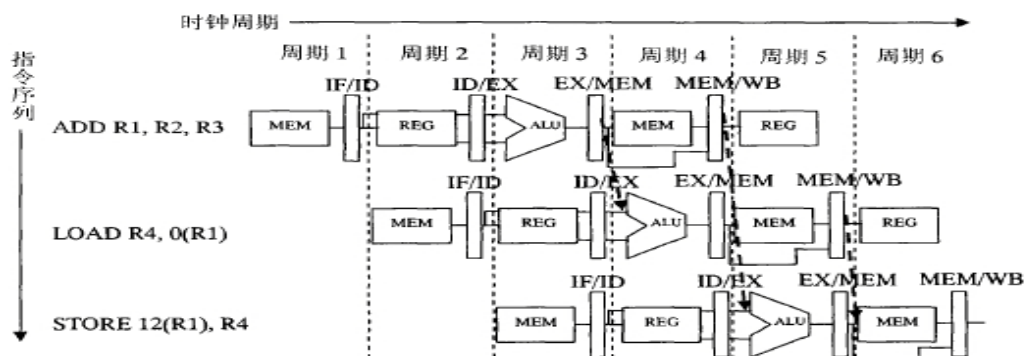 时钟周期
周期 1 周期 2 周期 3 周期 4 周期 5 周期 6
指令序列
IF/ID ID/EX EX/MEM MEM/WB
ADD R1, R2, R3 MEM REG ALU MEM REG
IF/ID ID/EX EX/MEM MEM/WB
LOAD R4, 0(R1) MEM REG ALU MEM REG
IF/ID ID/EX EX/MEM MEM/WB
STORE 12(R1), R4 MEM REG ALU MEM